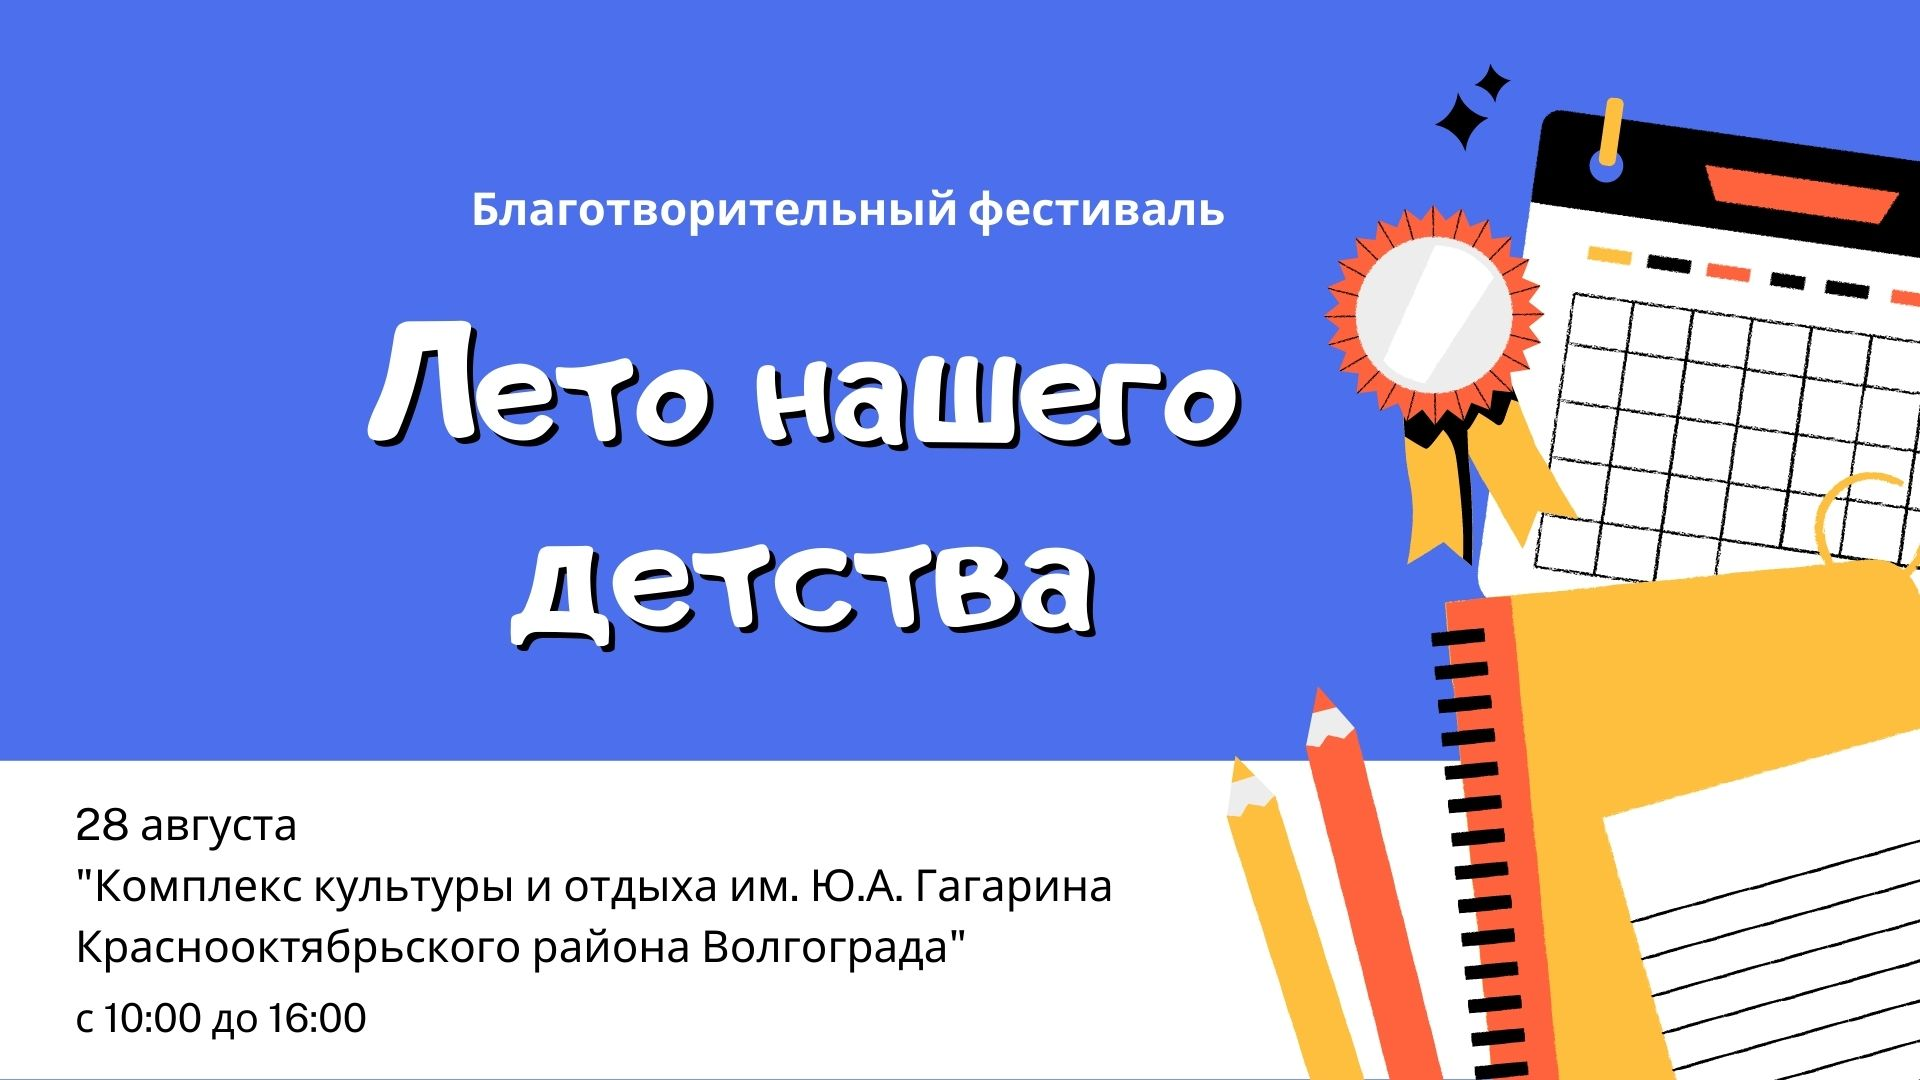 Благотворительный фестиваль
Лето нашего
детства
28 августа
"Комплекс культуры и отдыха им. Ю.А. Гагарина
Краснооктябрьского района Волгограда"
с 10:00 до 16:00